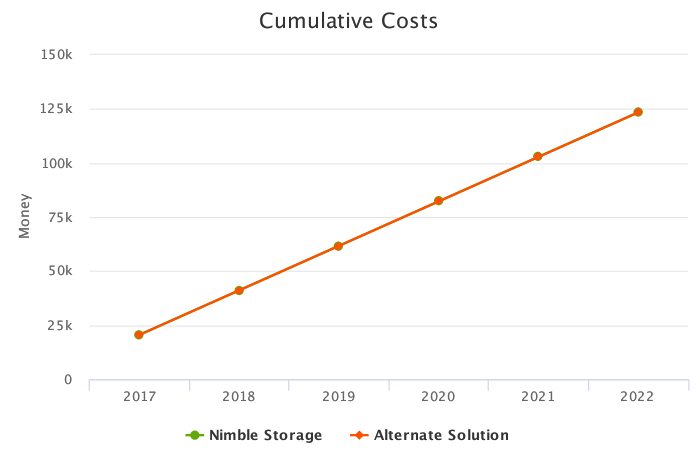 Cumulative Costs
150k
125k
100k
75k
50k
25k
0
Money
2017 2018 2019 2020 2021 2022
Nimble Storage Alternate Solution